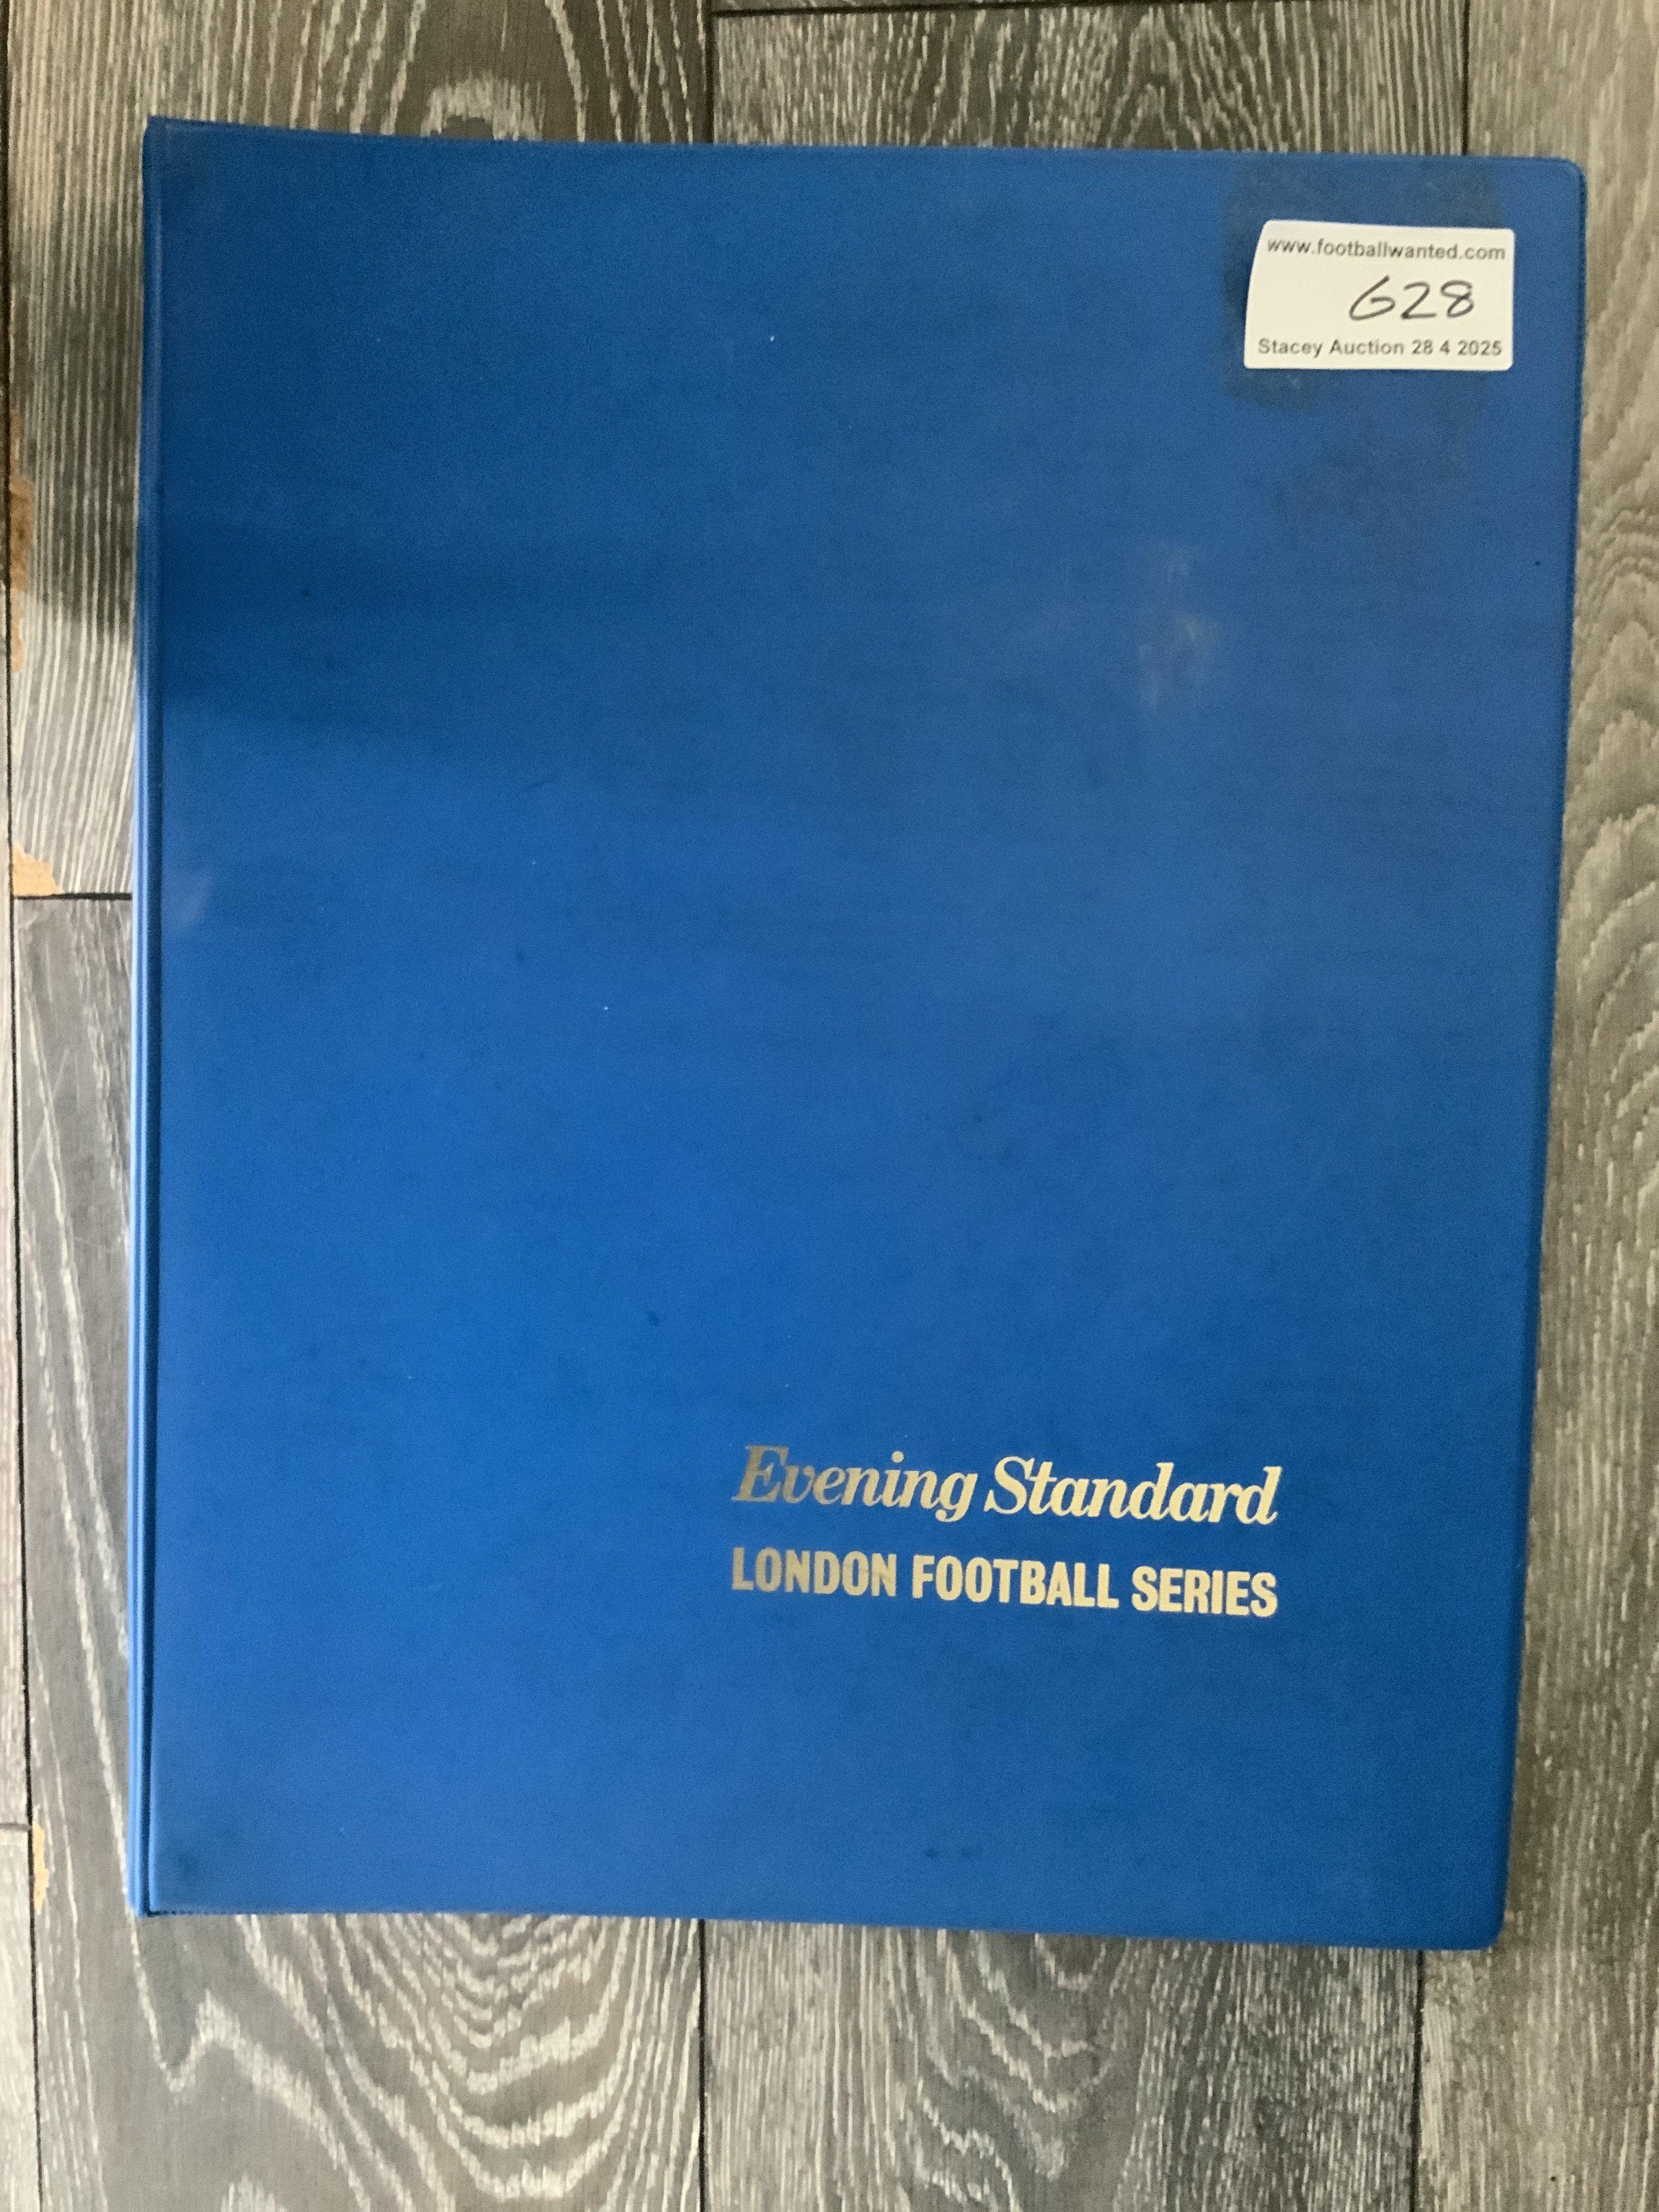 www.footballwanted.com
628
Stacey Auction 28 4 2025
Evening Standard
LONDON FOOTBALL SERIES